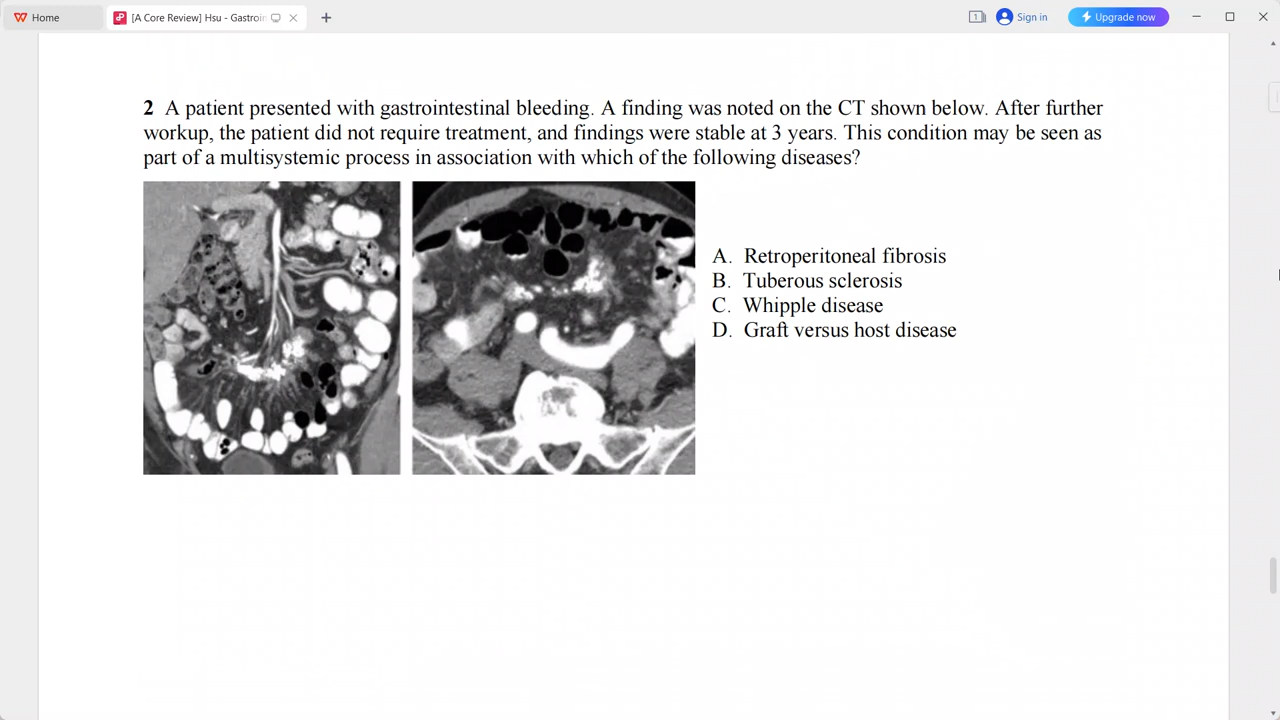 Home
[A Core Review] Hsu - Gastroin
1
Sign in
Upgrade now
2 A patient presented with gastrointestinal bleeding. A finding was noted on the CT shown below. After further
workup, the patient did not require treatment, and findings were stable at 3 years. This condition may be seen as
part of a multisystemic process in association with which of the following diseases?
A. Retroperitoneal fibrosis
B. Tuberous sclerosis
C. Whipple disease
D. Graft versus host disease